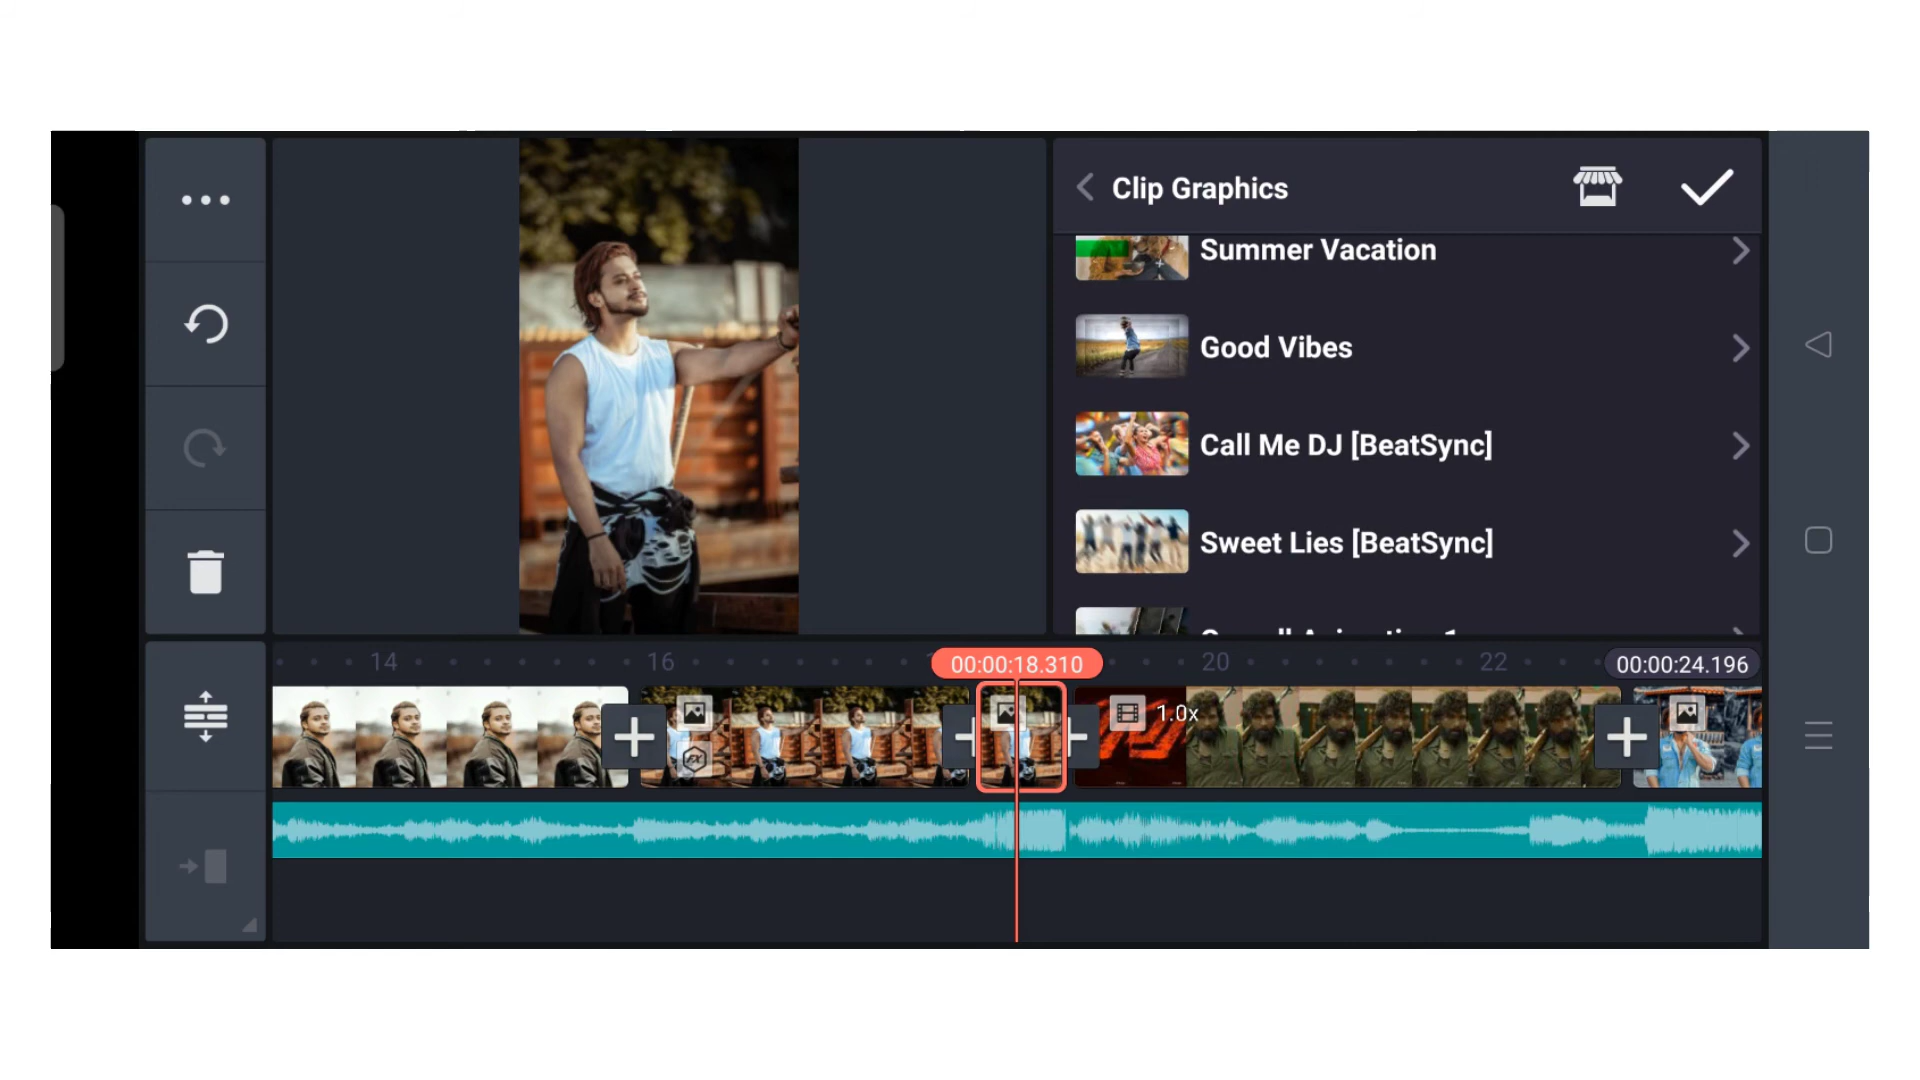 Clip Graphics
Summer Vacation
Good Vibes
Call Me DJ [BeatSync]
Sweet Lies [BeatSync]
14
16
00:00:18.310
20
22
00:00:24.196
1.0x